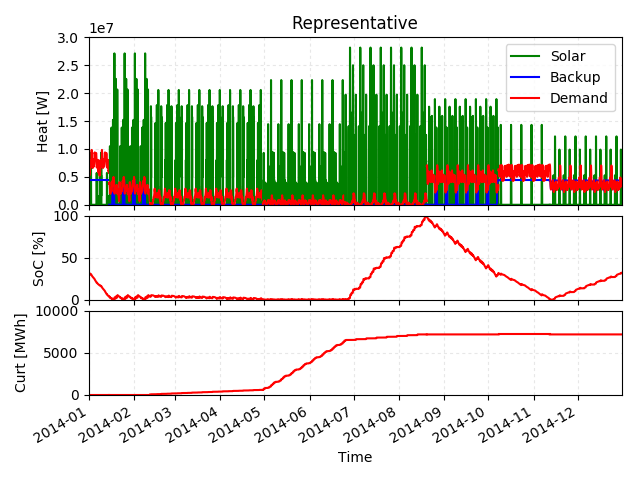 Representative
1e7
3.0
2.5
2.0
1.5
1.0
0.5
0.0
Heat [W]
Solar
Backup
Demand
100
50
0
SoC [%]
10000
5000
0
Curt [MWh]
2014-01
2014-02
2014-03
2014-04
2014-05
2014-06
2014-07
2014-08
2014-09
2014-10
2014-11
2014-12
Time